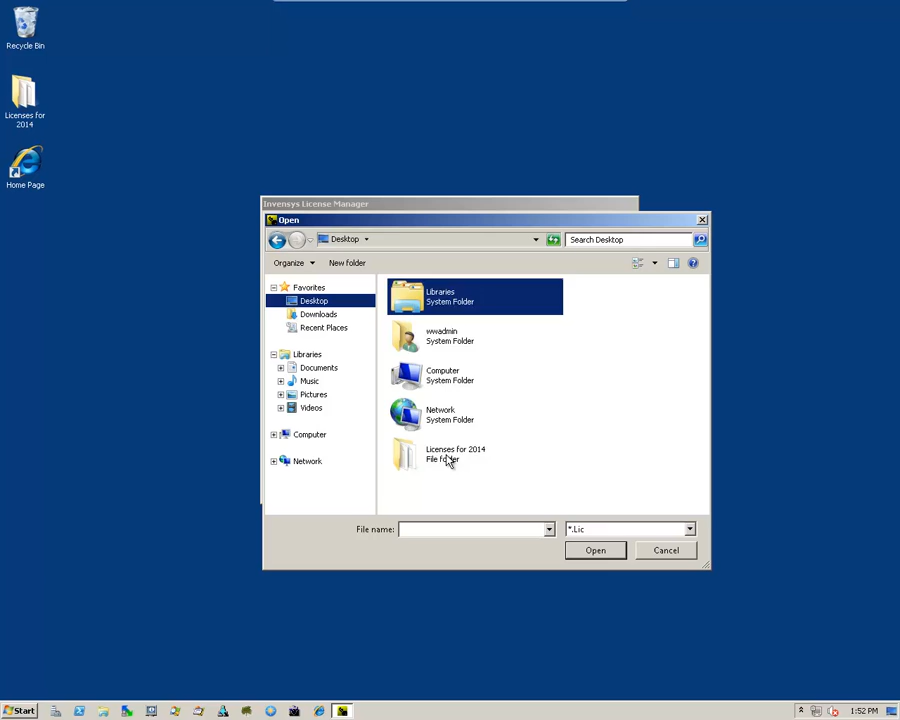 Recycle Bin
Licenses for
2014
Home Page
Invensys License Manager
Open
Desktop
Search Desktop
Organize
New folder
Favorites
Desktop
Downloads
Recent Places
Libraries
Documents
Music
Pictures
Videos
Computer
Network
Libraries
System Folder
wwadmin
System Folder
Computer
System Folder
Network
System Folder
Licenses for 2014
File folder
File name:
*.Lic
Open
Cancel
Start
1:52 PM